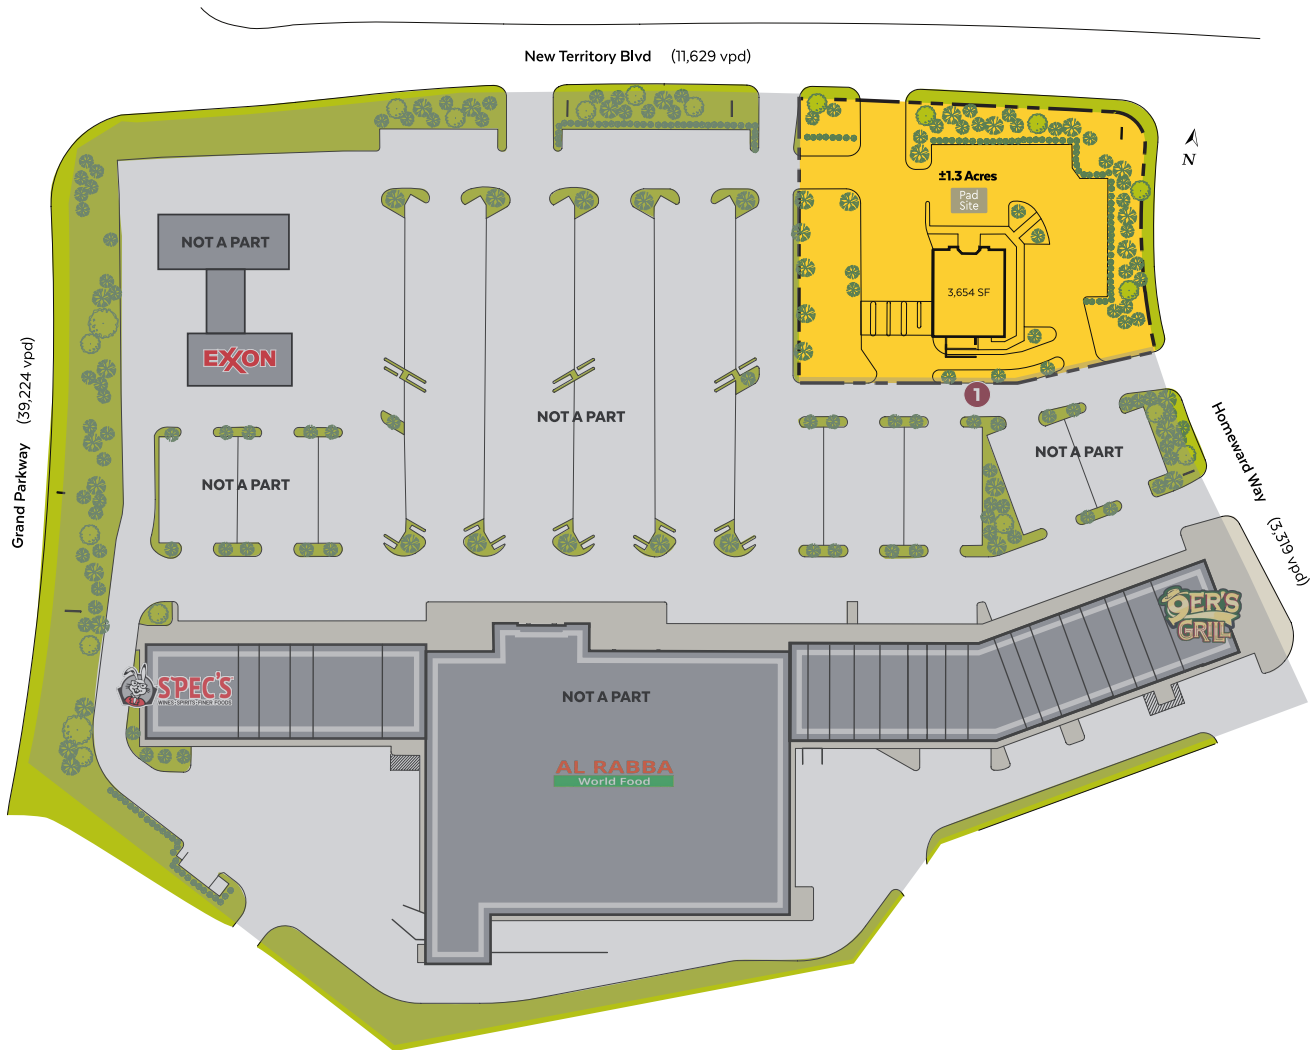 New Territory Blvd (11,629 vpd)
N
±1.3 Acres
Pad
Site
3,654 SF
1
NOT A PART
EXXON
NOT A PART
NOT A PART
NOT A PART
Grand Parkway (39,224 vpd)
Homeward Way (3,319 vpd)
9ER'S
GRILL
SPEC'S
WINES·SPIRITS·FINER FOODS
NOT A PART
AL RABBA
World Food